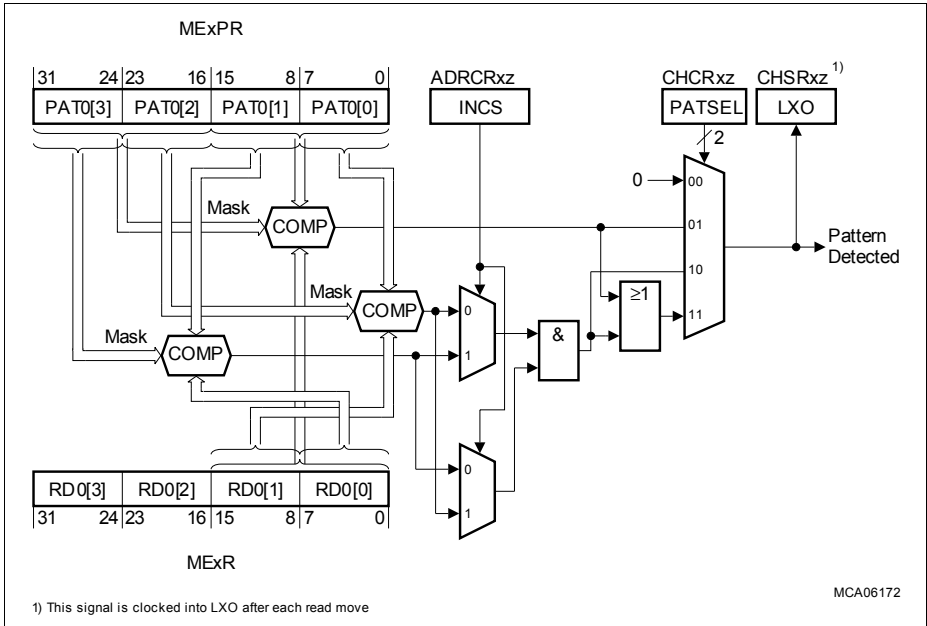 MExPR
31 24 23 16 15 8 7 0
PAT0[3] PAT0[2] PAT0[1] PAT0[0]
ADRCRxz
INCS
CHCRxz
PATSEL
CHSRxz 1)
LXO
2
0
00
01
10
11
Mask
COMP
Mask
COMP
Mask
COMP
0
1
&
≥1
0
1
Pattern
Detected
RD0[3] RD0[2] RD0[1] RD0[0]
31 24 23 16 15 8 7 0
MExR
MCA06172
1) This signal is clocked into LXO after each read move